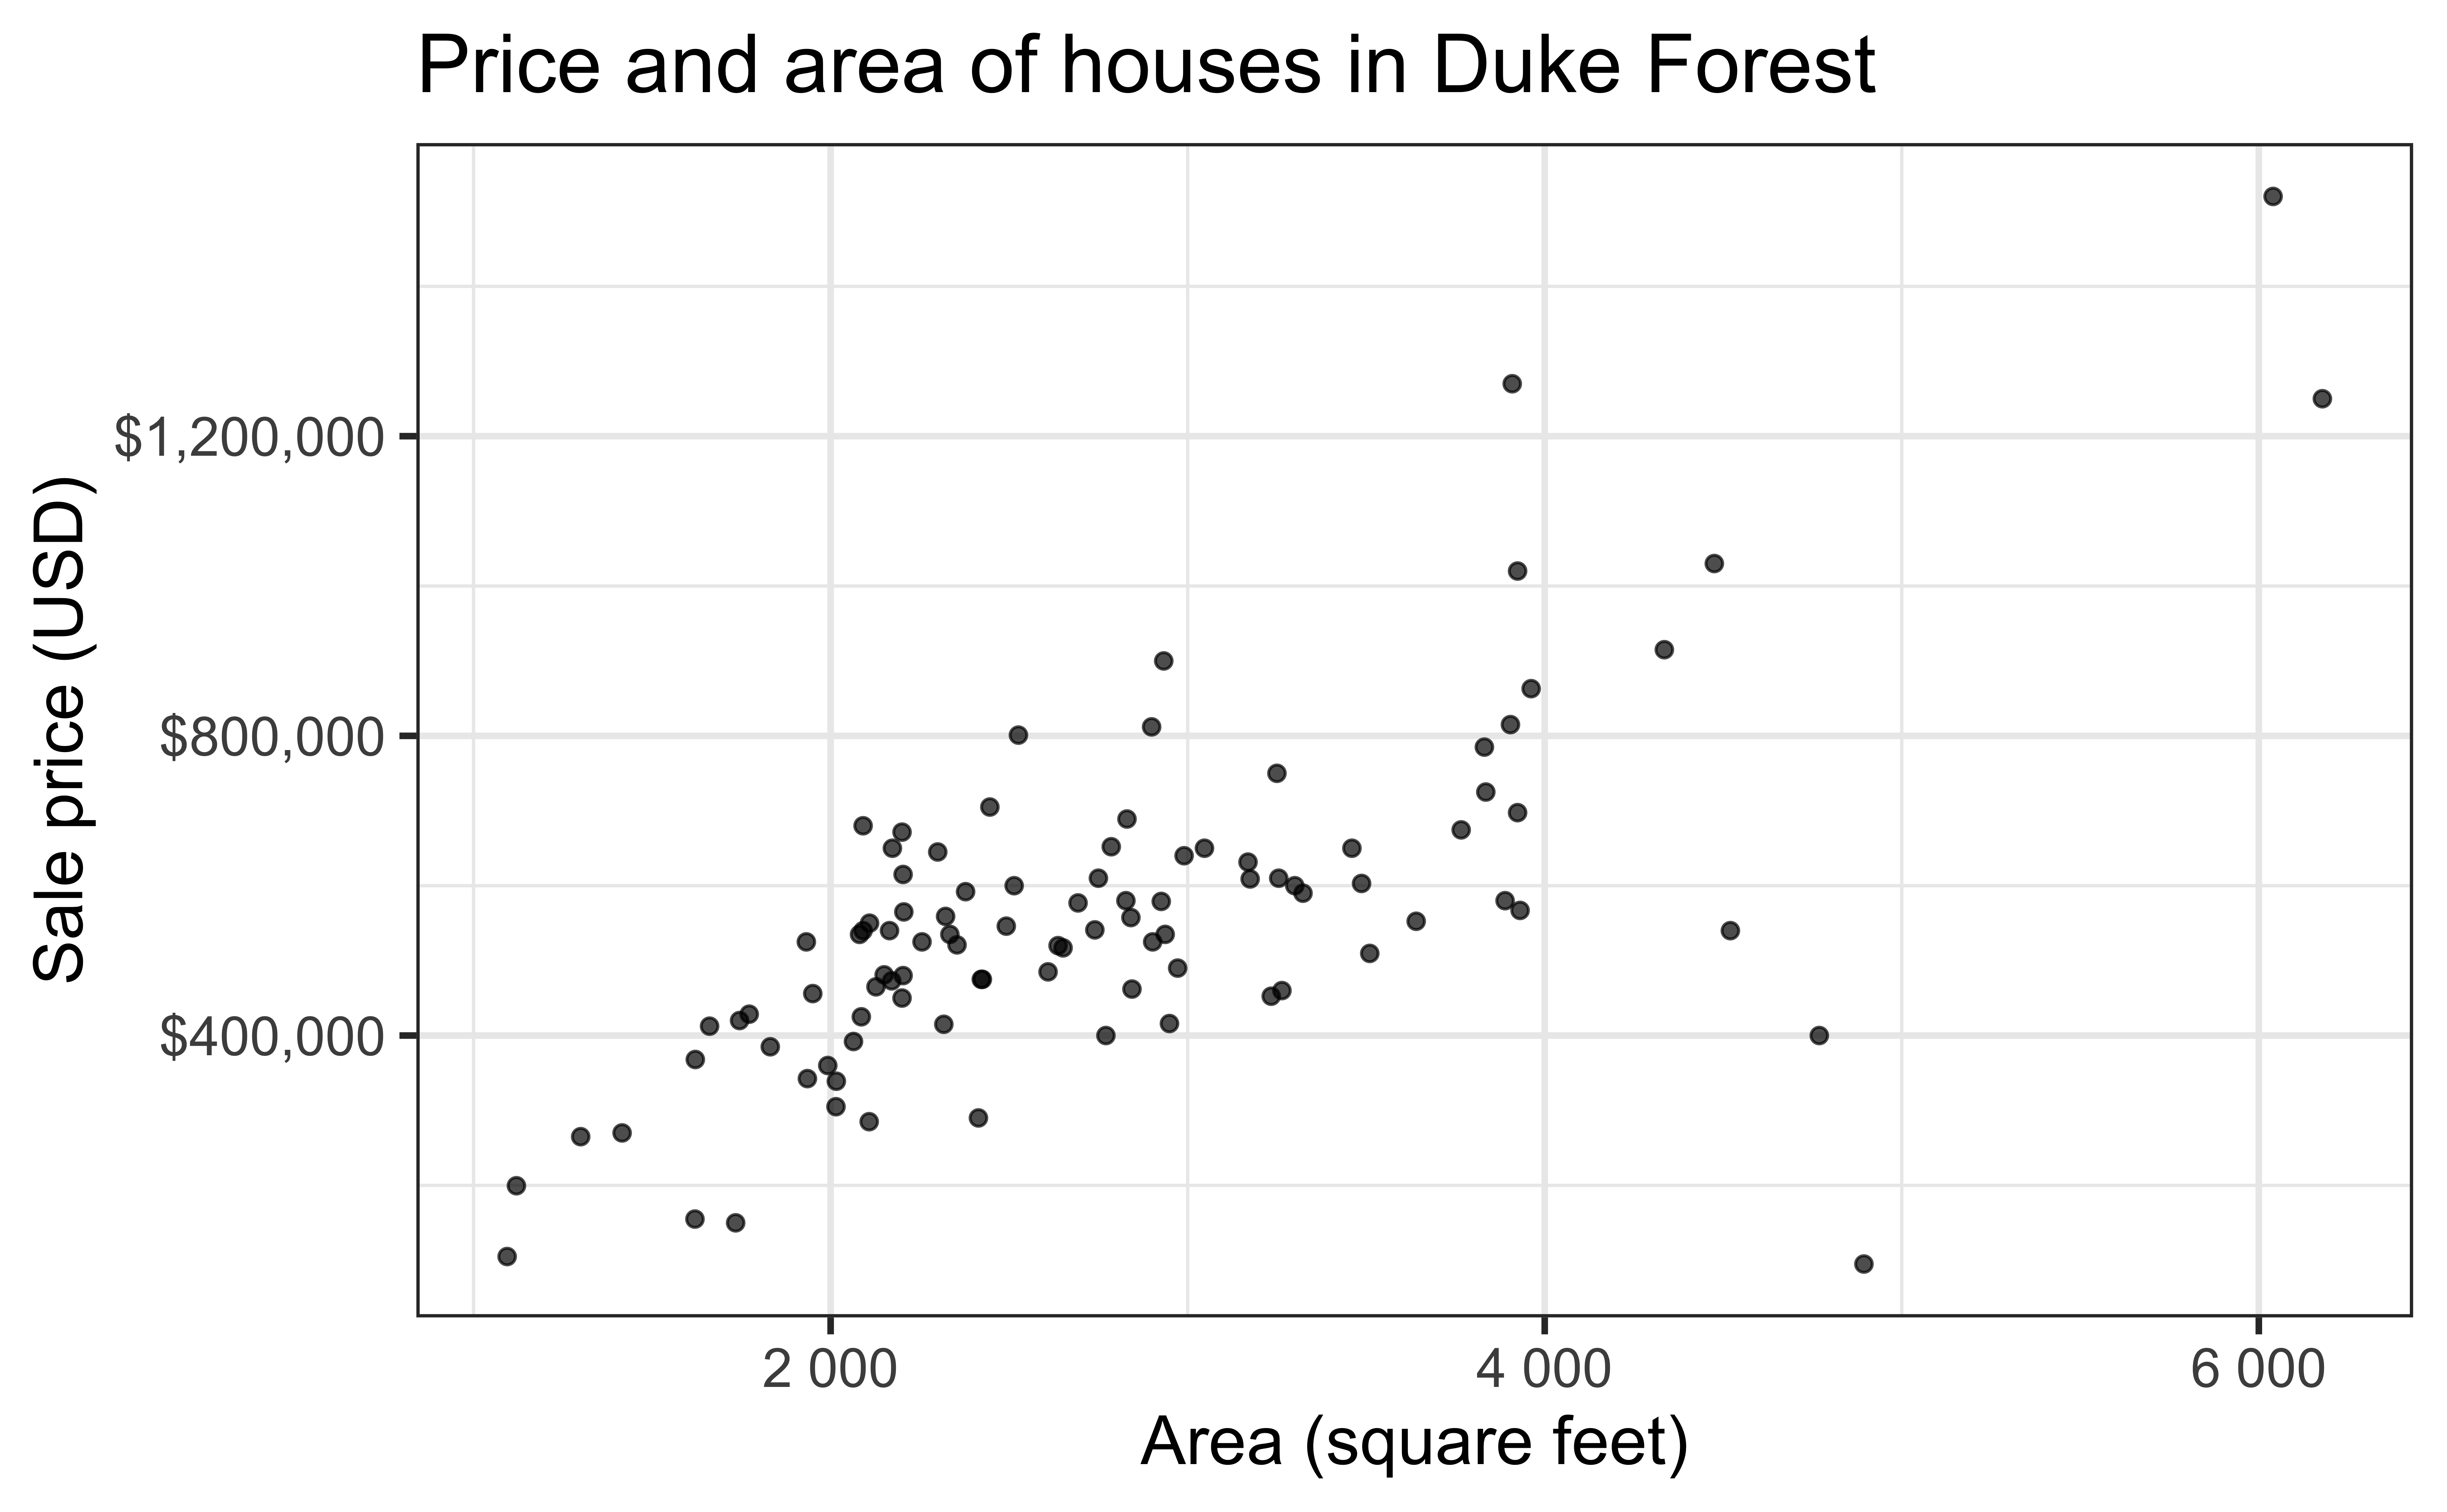 Price and area of houses in Duke Forest
Sale price (USD)
$1,200,000
$800,000
$400,000
2 000
4 000
6 000
Area (square feet)